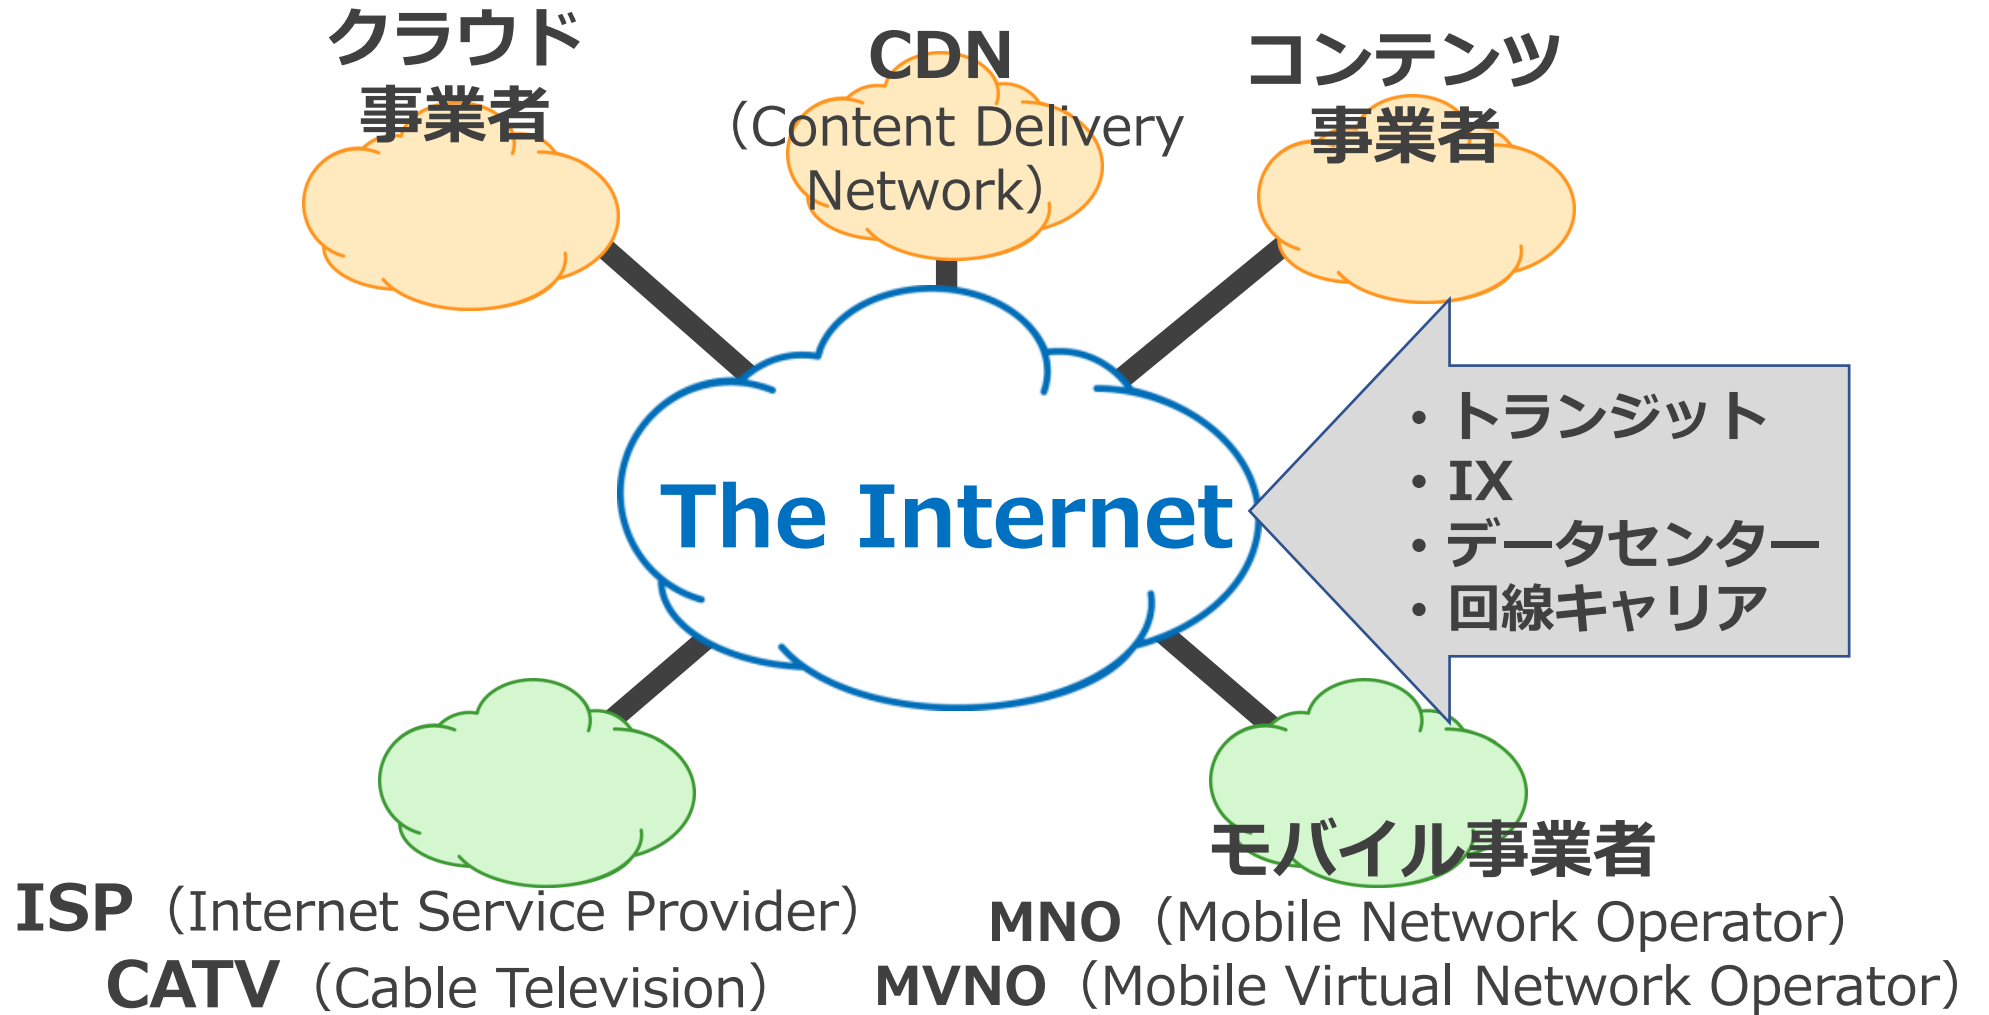 クラウド
事業者
CDN
（Content Delivery
Network）
コンテンツ
事業者
The Internet
・トランジット
・IX
・データセンター
・回線キャリア
ISP（Internet Service Provider）
CATV（Cable Television）
モバイル事業者
MNO（Mobile Network Operator）
MVNO（Mobile Virtual Network Operator）